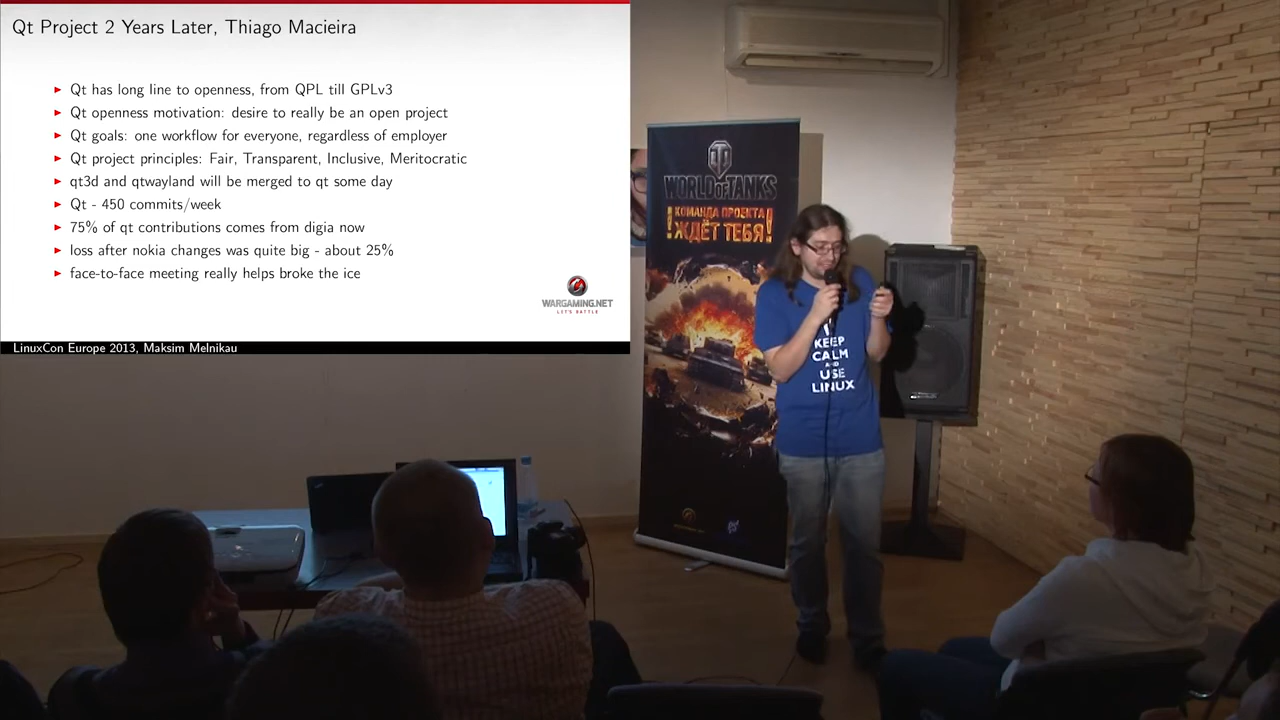 Qt Project 2 Years Later, Thiago Macieira
Qt has long line to openness, from QPL till GPLv3
Qt openness motivation: desire to really be an open project
Qt goals: one workflow for everyone, regardless of employer
Qt project principles: Fair, Transparent, Inclusive, Meritocratic
qt3d and qtwayland will be merged to qt some day
Qt - 450 commits/week
75% of qt contributions comes from digia now
loss after nokia changes was quite big - about 25%
face-to-face meeting really helps broke the ice
WARGAMING.NET
LET'S BATTLE
LinuxCon Europe 2013, Maksim Melnikau
WORLD OF TANKS
КОМАНДА ПРОЕКТА
ЖДЁТ ТЕБЯ!
KEEP
CALM
AND
USE
LINUX